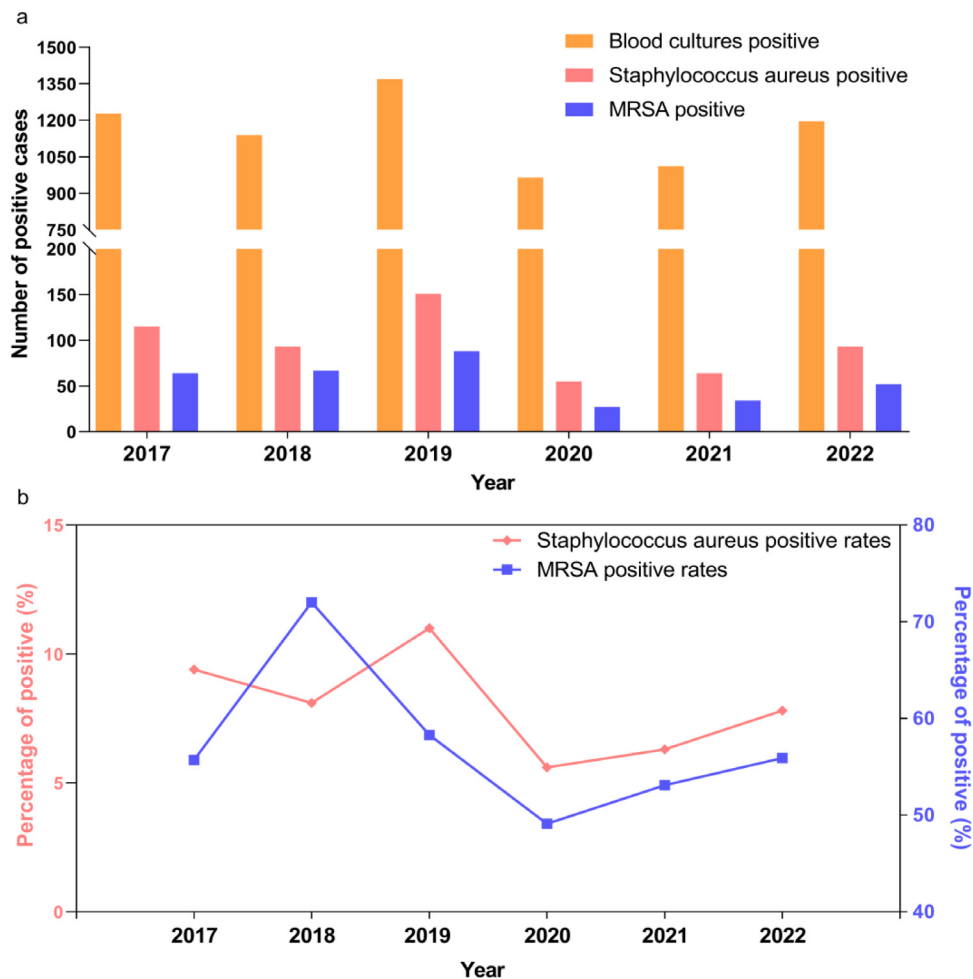 a
Number of positive cases
1500
1350
1200
1050
900
750
200
150
100
50
0
Blood cultures positive
Staphylococcus aureus positive
MRSA positive
2017 2018 2019 2020 2021 2022
Year
b
Percentage of positive (%)
15
10
5
0
Staphylococcus aureus positive rates
MRSA positive rates
80
70
60
50
40
Percentage of positive (%)
2017 2018 2019 2020 2021 2022
Year